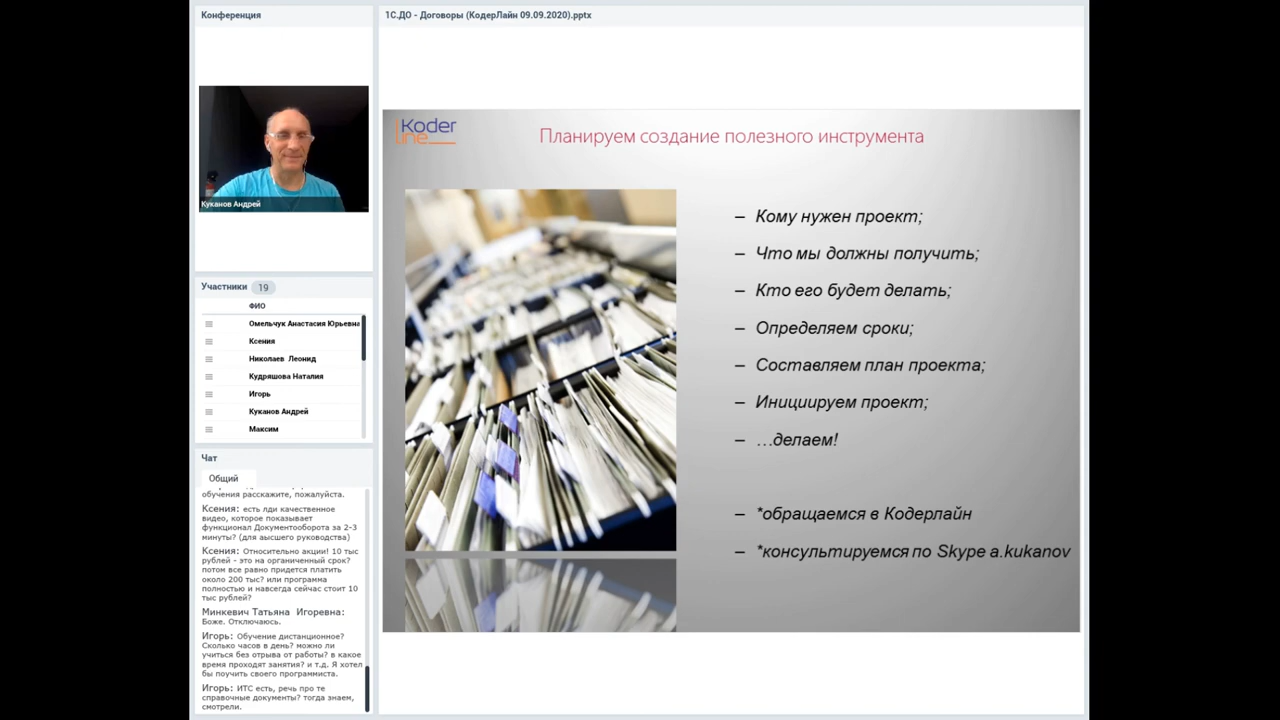 Конференция
Куканов Андрей
Участники 19
ФИО
Омельчук Анастасия Юрьевна
Ксения
Николаев Леонид
Кудряшова Наталия
Игорь
Куканов Андрей
Максим
Чат
Общий
обучения расскажите, пожалуйста.
Ксения: есть лди качественное
видео, которое показывает
функционал Документооборота за 2-3
минуты? (для аысшего руководства)
Ксения: Относительно акции! 10 тыс
рублей - это на органиченный срок?
потом все равно придется платить
около 200 тыс? или программа
полностью и навсегда сейчас стоит 10
тыс рублей?
Минкевич Татьяна Игоревна:
Боже. Отключаюсь.
Игорь: Обучение дистанционное?
Сколько часов в день? можно ли
учиться без отрыва от работы? в какое
время проходят занятия? и т.д. Я хотел
бы поучить своего программиста.
Игорь: ИТС есть, речь про те
справочные документы? тогда знаем,
смотрели.
1С.ДО - Договоры (КодерЛайн 09.09.2020).pptx
Koder
line
Планируем создание полезного инструмента
– Кому нужен проект;
– Что мы должны получить;
– Кто его будет делать;
– Определяем сроки;
– Составляем план проекта;
– Инициируем проект;
– …делаем!
– *обращаемся в Кодерлайн
– *консультируемся по Skype a.kukanov